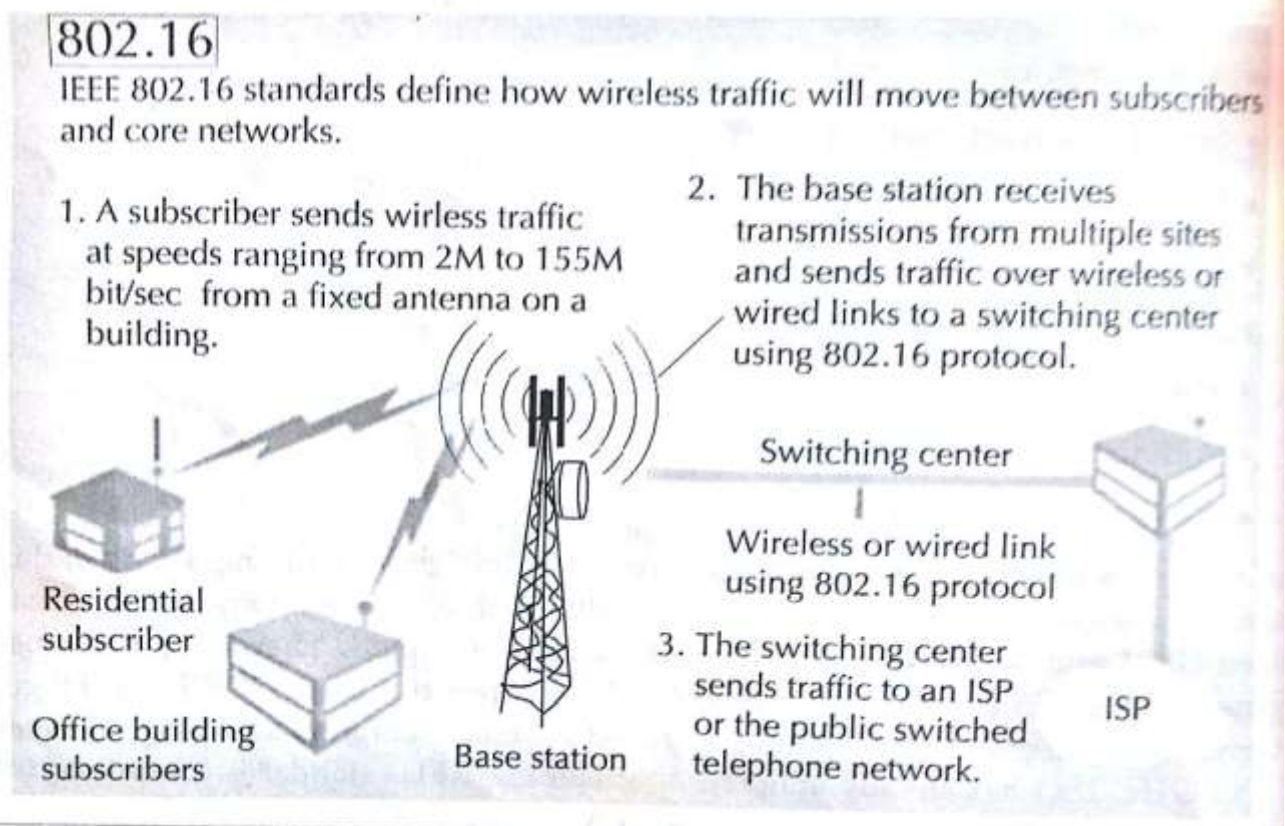 802.16
IEEE 802.16 standards define how wireless traffic will move between subscribers
and core networks.
1. A subscriber sends wirless traffic
at speeds ranging from 2M to 155M
bit/sec from a fixed antenna on a
building.
2. The base station receives
transmissions from multiple sites
and sends traffic over wireless or
wired links to a switching center
using 802.16 protocol.
Switching center
Wireless or wired link
using 802.16 protocol
Residential
subscriber
Office building
subscribers
Base station
3. The switching center
sends traffic to an ISP
or the public switched
telephone network.
ISP